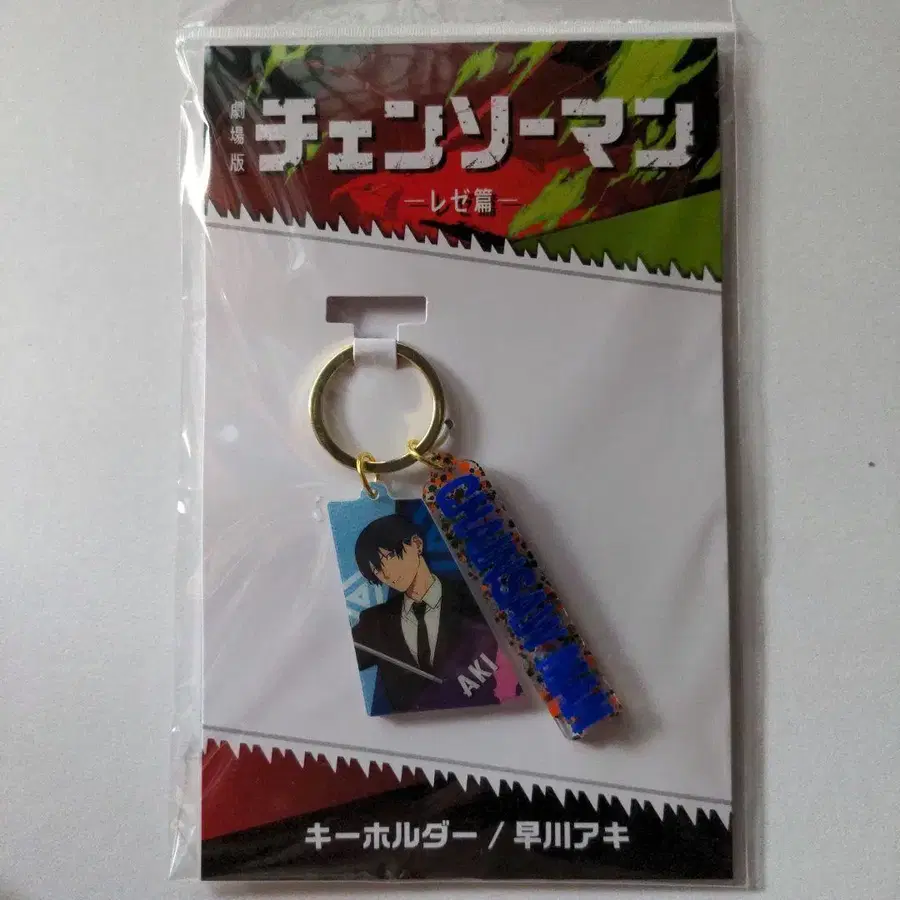 劇場版
チェンソーマン
―レゼ篇―
CHAINSAW MAN
AKI
キーホルダー / 早川アキ